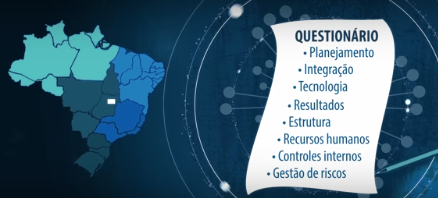 QUESTIONÁRIO
• Planejamento
• Integração
• Tecnologia
• Resultados
• Estrutura
• Recursos humanos
• Controles internos
• Gestão de riscos